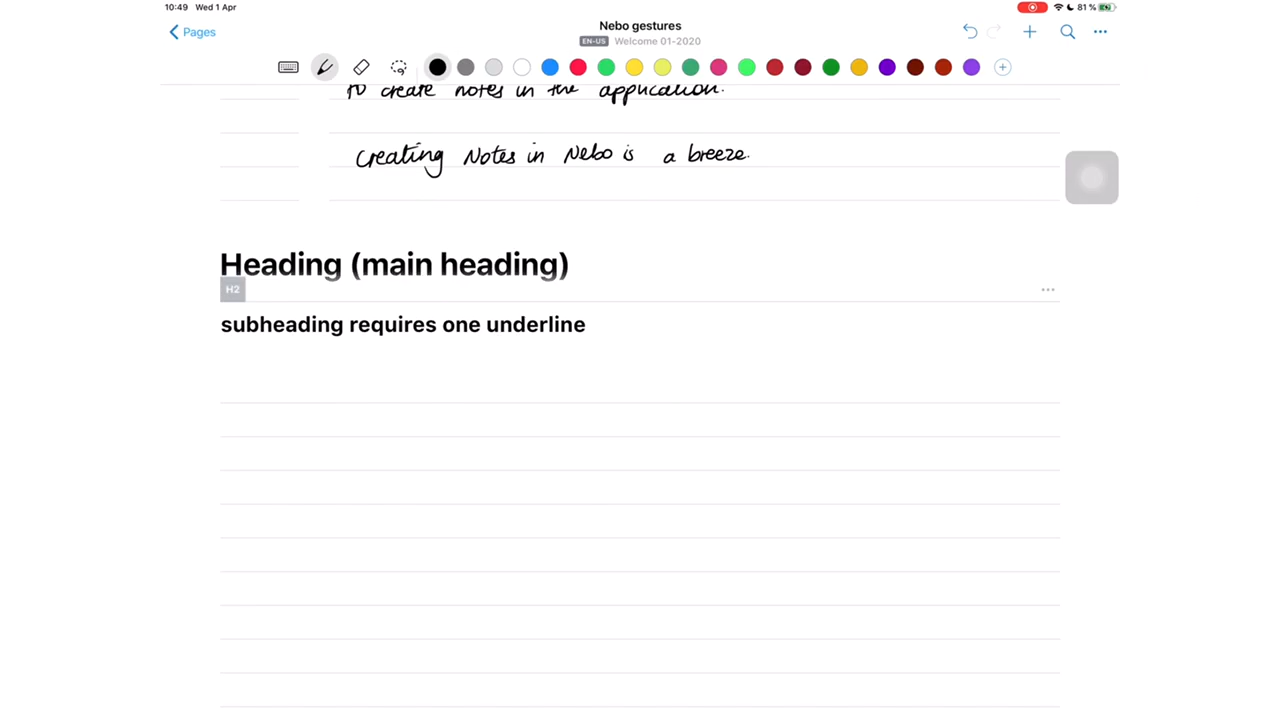 10:49 Wed 1 Apr
81 %
Nebo gestures
Pages
EN-US Welcome 01-2020
to create notes in the application.
Creating Notes in Nebo is a breeze.
Heading (main heading)
H2
subheading requires one underline